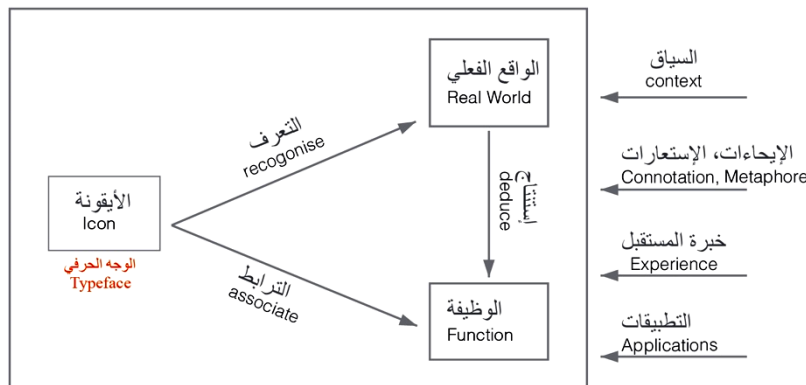 الواقع الفعلي
Real World
السياق
context
التعرف
recogonise
الإيحاءات، الإستعارات
Connotation, Metaphore
إستنتاج
deduce
الأيقونة
Icon
الوجه الحرفي
Typeface
خبرة المستقبل
Experience
الترابط
associate
الوظيفة
Function
التطبيقات
Applications